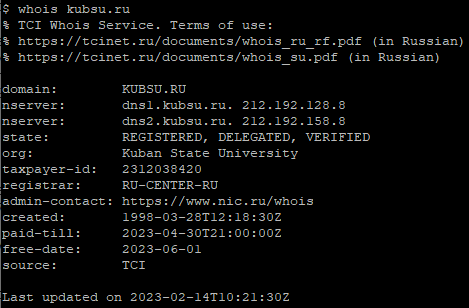 $ whois kubsu.ru
% TCI Whois Service. Terms of use:
% https://tcinet.ru/documents/whois_ru_rf.pdf (in Russian)
% https://tcinet.ru/documents/whois_su.pdf (in Russian)
domain: KUBSU.RU
nserver: dns1.kubsu.ru. 212.192.128.8
nserver: dns2.kubsu.ru. 212.192.158.8
state: REGISTERED, DELEGATED, VERIFIED
org: Kuban State University
taxpayer-id: 2312038420
registrar: RU-CENTER-RU
admin-contact: https://www.nic.ru/whois
created: 1998-03-28T12:18:30Z
paid-till: 2023-04-30T21:00:00Z
free-date: 2023-06-01
source: TCI
Last updated on 2023-02-14T10:21:30Z